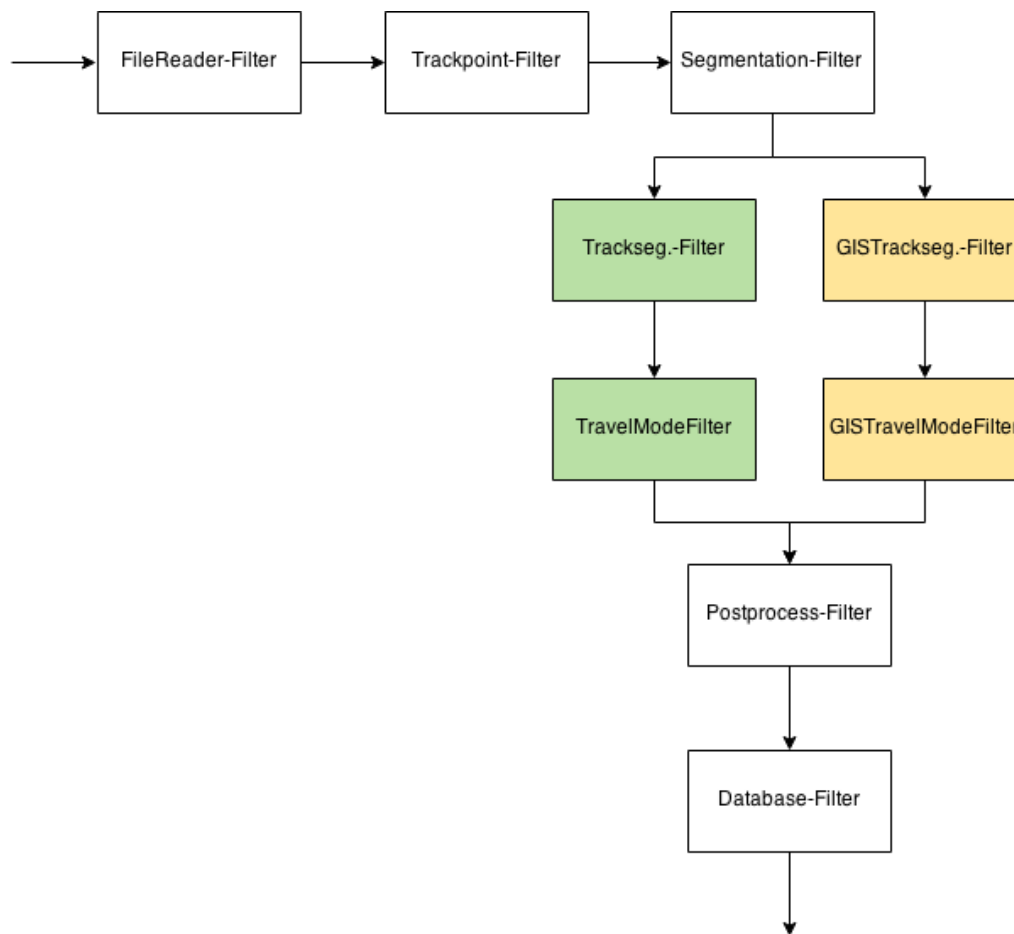 FileReader-Filter
Trackpoint-Filter
Segmentation-Filter
Trackseg.-Filter
GISTrackseg.-Filter
TravelModeFilter
GISTravelModeFilter
Postprocess-Filter
Database-Filter